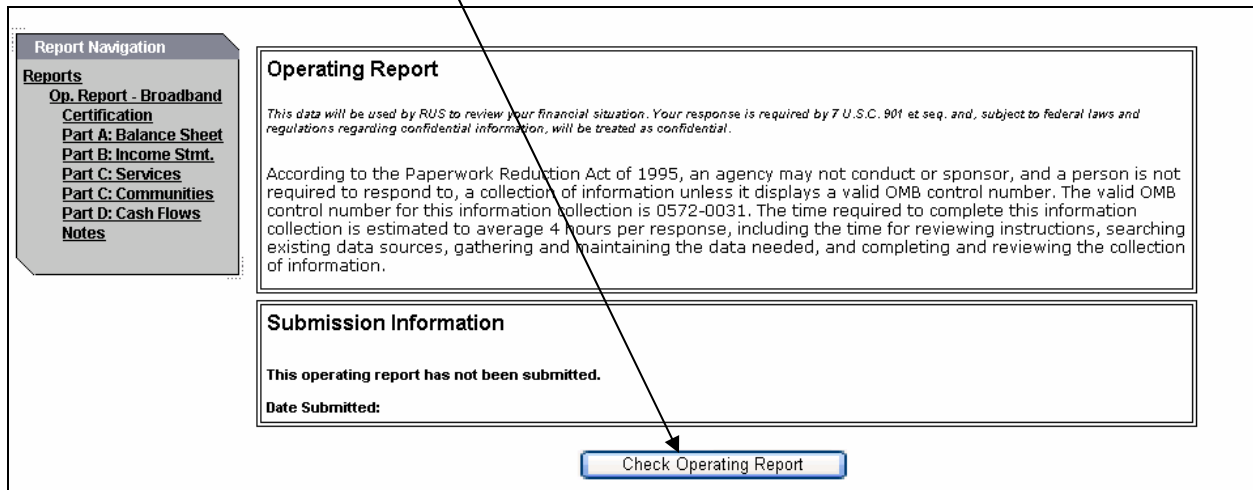 Report Navigation
Reports
Op. Report - Broadband
Certification
Part A: Balance Sheet
Part B: Income Stmt.
Part C: Services
Part C: Communities
Part D: Cash Flows
Notes
Operating Report
This data will be used by RUS to review your financial situation. Your response is required by 7 U.S.C. 901 et seq. and, subject to federal laws and
regulations regarding confidential information, will be treated as confidential.
According to the Paperwork Reduction Act of 1995, an agency may not conduct or sponsor, and a person is not
required to respond to, a collection of information unless it displays a valid OMB control number. The valid OMB
control number for this information collection is 0572-0031. The time required to complete this information
collection is estimated to average 4 hours per response, including the time for reviewing instructions, searching
existing data sources, gathering and maintaining the data needed, and completing and reviewing the collection
of information.
Submission Information
This operating report has not been submitted.
Date Submitted:
Check Operating Report